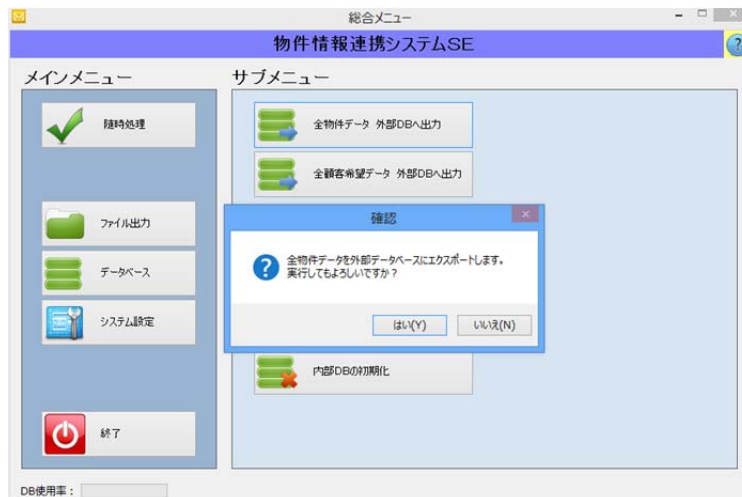 総合メニュー
物件情報連携システムSE
?
メインメニュー
サブメニュー
随時処理
ファイル出力
データベース
システム設定
終了
全物件データ 外部DBへ出力
全顧客希望データ 外部DBへ出力
確認
全物件データを外部データベースにエクスポートします。
実行してもよろしいですか?
はい(Y)
いいえ(N)
内部DBの初期化
DB使用率: